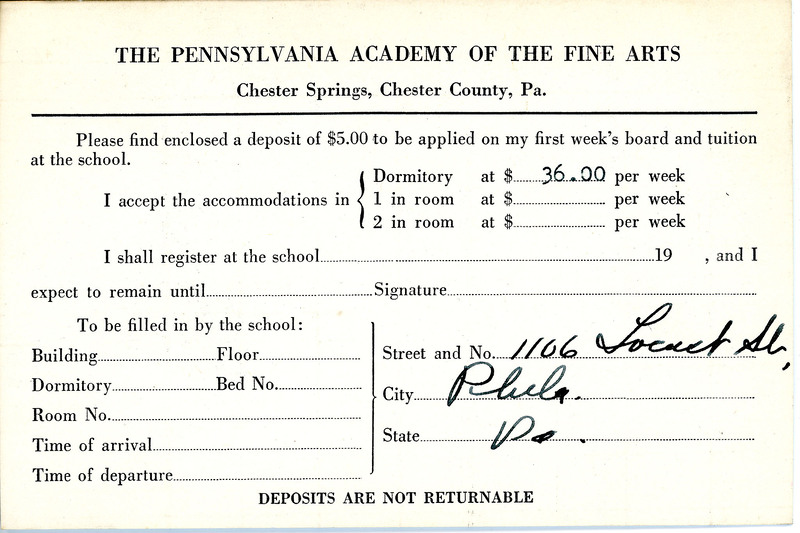 THE PENNSYLVANIA ACADEMY OF THE FINE ARTS
Chester Springs, Chester County, Pa.
Please find enclosed a deposit of $5.00 to be applied on my first week's board and tuition
at the school.
I accept the accommodations in
Dormitory at $ 36.00 per week
1 in room at $ per week
2 in room at $ per week
I shall register at the school 19 , and I
expect to remain until Signature
To be filled in by the school:
Building Floor
Dormitory Bed No.
Room No.
Time of arrival
Time of departure
Street and No. 1106 Locust St,
City Phila.
State Pa.
DEPOSITS ARE NOT RETURNABLE